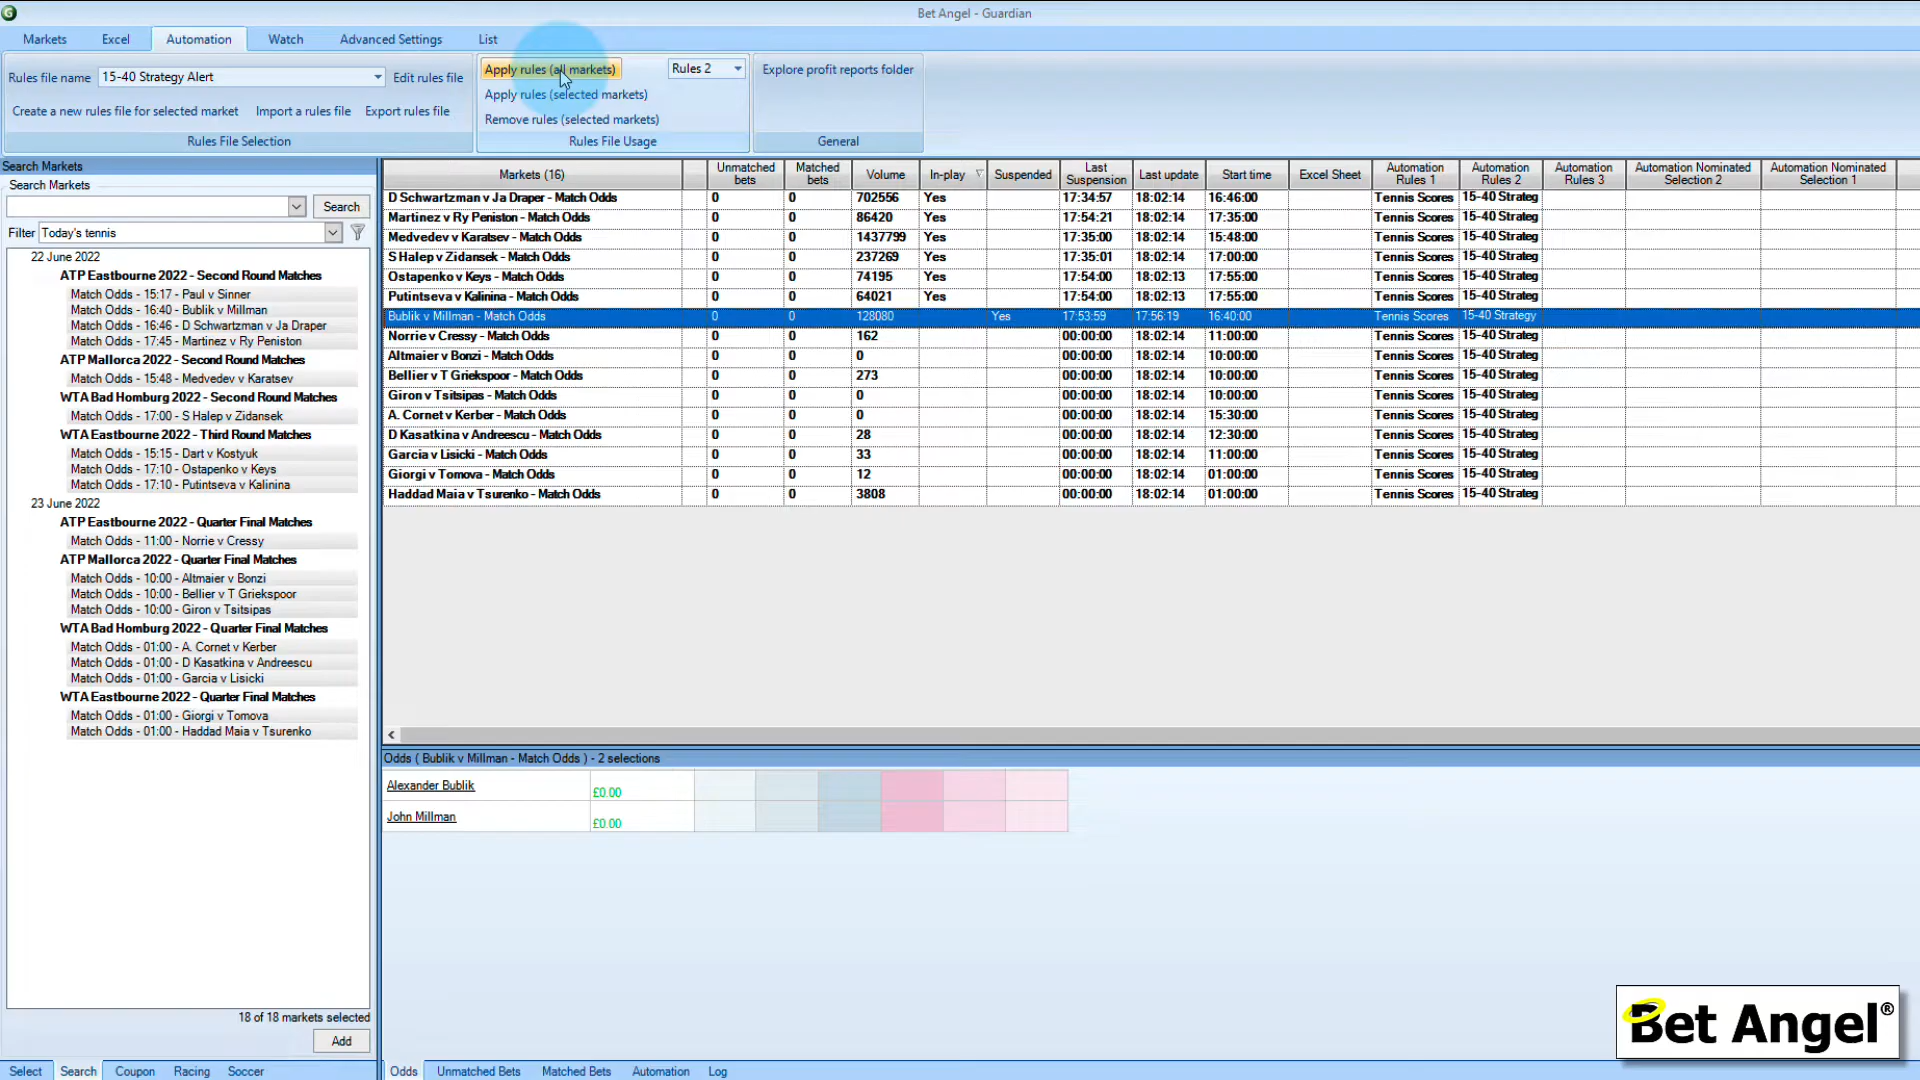 Bet Angel - Guardian
Markets Excel Automation Watch Advanced Settings List
Rules file name 15-40 Strategy Alert Edit rules file
Create a new rules file for selected market Import a rules file Export rules file
Rules File Selection
Apply rules (all markets) Rules 2
Apply rules (selected markets)
Remove rules (selected markets)
Rules File Usage
Explore profit reports folder
General
Search Markets
Search Markets
Search
Filter Today's tennis
22 June 2022
ATP Eastbourne 2022 - Second Round Matches
Match Odds - 15:17 - Paul v Sinner
Match Odds - 16:40 - Bublik v Millman
Match Odds - 16:46 - D Schwartzman v Ja Draper
Match Odds - 17:45 - Martinez v Ry Peniston
ATP Mallorca 2022 - Second Round Matches
Match Odds - 15:48 - Medvedev v Karatsev
WTA Bad Homburg 2022 - Second Round Matches
Match Odds - 17:00 - S Halep v Zidansek
WTA Eastbourne 2022 - Third Round Matches
Match Odds - 15:15 - Dart v Kostyuk
Match Odds - 17:10 - Ostapenko v Keys
Match Odds - 17:10 - Putintseva v Kalinina
23 June 2022
ATP Eastbourne 2022 - Quarter Final Matches
Match Odds - 11:00 - Norrie v Cressy
ATP Mallorca 2022 - Quarter Final Matches
Match Odds - 10:00 - Altmaier v Bonzi
Match Odds - 10:00 - Bellier v T Griekspoor
Match Odds - 10:00 - Giron v Tsitsipas
WTA Bad Homburg 2022 - Quarter Final Matches
Match Odds - 01:00 - A. Cornet v Kerber
Match Odds - 01:00 - D Kasatkina v Andreescu
Match Odds - 01:00 - Garcia v Lisicki
WTA Eastbourne 2022 - Quarter Final Matches
Match Odds - 01:00 - Giorgi v Tomova
Match Odds - 01:00 - Haddad Maia v Tsurenko
18 of 18 markets selected
Add
Select Search Coupon Racing Soccer
Markets (16) Unmatched bets Matched bets Volume In-play Suspended Last Suspension Last update Start time Excel Sheet Automation Rules 1 Automation Rules 2 Automation Rules 3 Automation Nominated Selection 2 Automation Nominated Selection 1
D Schwartzman v Ja Draper - Match Odds 0 0 702556 Yes 17:34:57 18:02:14 16:46:00 Tennis Scores 15-40 Strateg
Martinez v Ry Peniston - Match Odds 0 0 86420 Yes 17:54:21 18:02:14 17:35:00 Tennis Scores 15-40 Strateg
Medvedev v Karatsev - Match Odds 0 0 1437799 Yes 17:35:00 18:02:14 15:48:00 Tennis Scores 15-40 Strateg
S Halep v Zidansek - Match Odds 0 0 237269 Yes 17:35:01 18:02:14 17:00:00 Tennis Scores 15-40 Strateg
Ostapenko v Keys - Match Odds 0 0 74195 Yes 17:54:00 18:02:13 17:55:00 Tennis Scores 15-40 Strateg
Putintseva v Kalinina - Match Odds 0 0 64021 Yes 17:54:00 18:02:13 17:55:00 Tennis Scores 15-40 Strateg
Bublik v Millman - Match Odds 0 0 128080 Yes 17:53:59 17:56:19 16:40:00 Tennis Scores 15-40 Strategy
Norrie v Cressy - Match Odds 0 0 162 00:00:00 18:02:14 11:00:00 Tennis Scores 15-40 Strateg
Altmaier v Bonzi - Match Odds 0 0 0 00:00:00 18:02:14 10:00:00 Tennis Scores 15-40 Strateg
Bellier v T Griekspoor - Match Odds 0 0 273 00:00:00 18:02:14 10:00:00 Tennis Scores 15-40 Strateg
Giron v Tsitsipas - Match Odds 0 0 0 00:00:00 18:02:14 10:00:00 Tennis Scores 15-40 Strateg
A. Cornet v Kerber - Match Odds 0 0 0 00:00:00 18:02:14 15:30:00 Tennis Scores 15-40 Strateg
D Kasatkina v Andreescu - Match Odds 0 0 28 00:00:00 18:02:14 12:30:00 Tennis Scores 15-40 Strateg
Garcia v Lisicki - Match Odds 0 0 33 00:00:00 18:02:14 11:00:00 Tennis Scores 15-40 Strateg
Giorgi v Tomova - Match Odds 0 0 12 00:00:00 18:02:14 01:00:00 Tennis Scores 15-40 Strateg
Haddad Maia v Tsurenko - Match Odds 0 0 3808 00:00:00 18:02:14 01:00:00 Tennis Scores 15-40 Strateg
Odds ( Bublik v Millman - Match Odds ) - 2 selections
Alexander Bublik £0.00
John Millman £0.00
Odds Unmatched Bets Matched Bets Automation Log
Bet Angel®